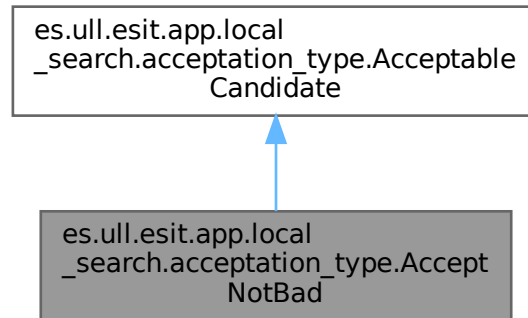 es.ull.esit.app.local
_search.acceptation_type.Acceptable
Candidate
es.ull.esit.app.local
_search.acceptation_type.Accept
NotBad